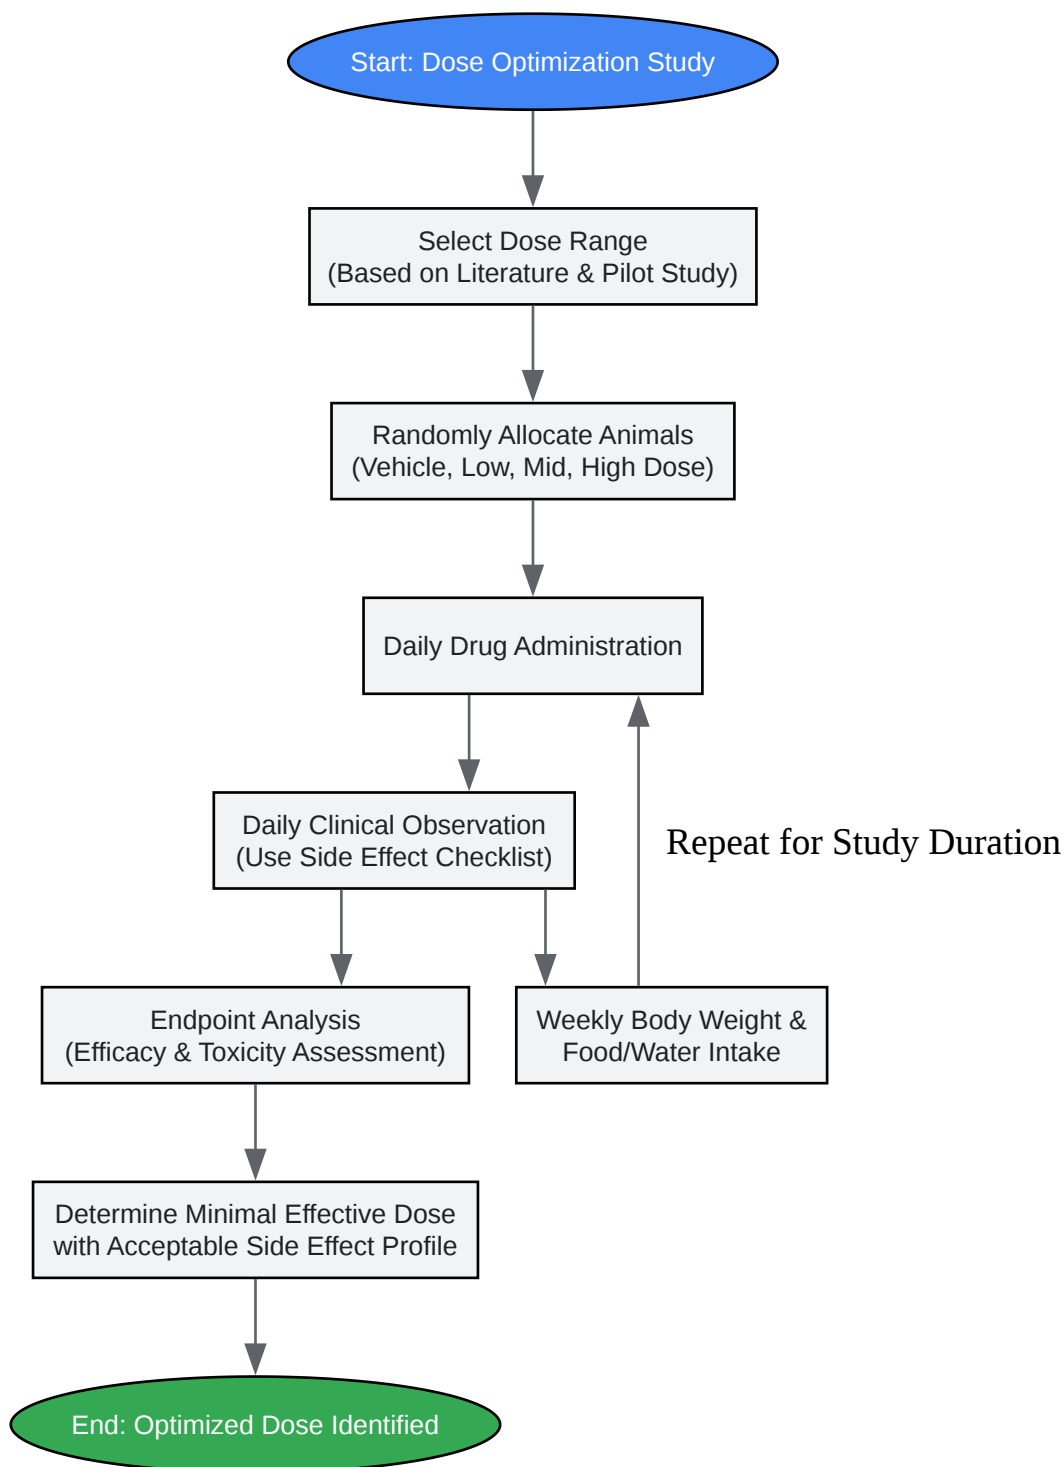 Start: Dose Optimization Study
Select Dose Range
(Based on Literature & Pilot Study)
Randomly Allocate Animals
(Vehicle, Low, Mid, High Dose)
Daily Drug Administration
Daily Clinical Observation
(Use Side Effect Checklist)
Repeat for Study Duration
Endpoint Analysis
(Efficacy & Toxicity Assessment)
Weekly Body Weight &
Food/Water Intake
Determine Minimal Effective Dose
with Acceptable Side Effect Profile
End: Optimized Dose Identified